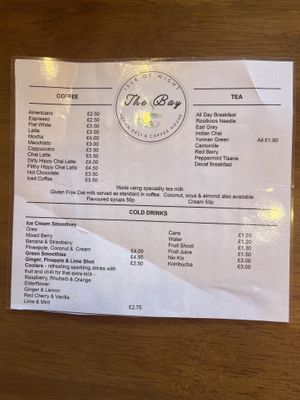 ISLE OF WIGHT
The Bay
COFFEE
Americano £2.50
Espresso £2.50
Flat White £3.50
Latte £3.50
Mocha £4.00
Macchiato £3.00
Cappuccino £3.50
Chai Latte £3.50
Dirty Hippy Chai Latte £4.00
Filthy Hippy Chai Latte £4.50
Hot Chocolate £3.50
Iced Coffee £3.50
TEA
All Day Breakfast
Rooibos Needle
Earl Grey
Indian Chai
Yunnan Green All £1.90
Camomile
Red Berry
Peppermint Tisane
Decaf Breakfast
Made using speciality tea milk.
Gluten Free Oat milk served as standard in coffee. Coconut, soya & almond also available
Flavoured syrups 50p Cream 50p
COLD DRINKS
Ice Cream Smoothies
Oreo
Mixed Berry
Banana & Strawberry
Pineapple, Coconut & Cream £4.00
Green Smoothies £4.95
Ginger, Pineapple & Lime Shot £2.50
Coolers - refreshing sparkling drinks with
fruit and chilli for that extra kick -
Raspberry, Rhubarb & Orange
Elderflower
Ginger & Lemon
Red Cherry & Vanilla
Lime & Mint £2.75
Cans £1.50
Water £1.20
Fruit Shoot £1.00
Fruit Juice £1.50
Nix Kix
Kombucha £3.00